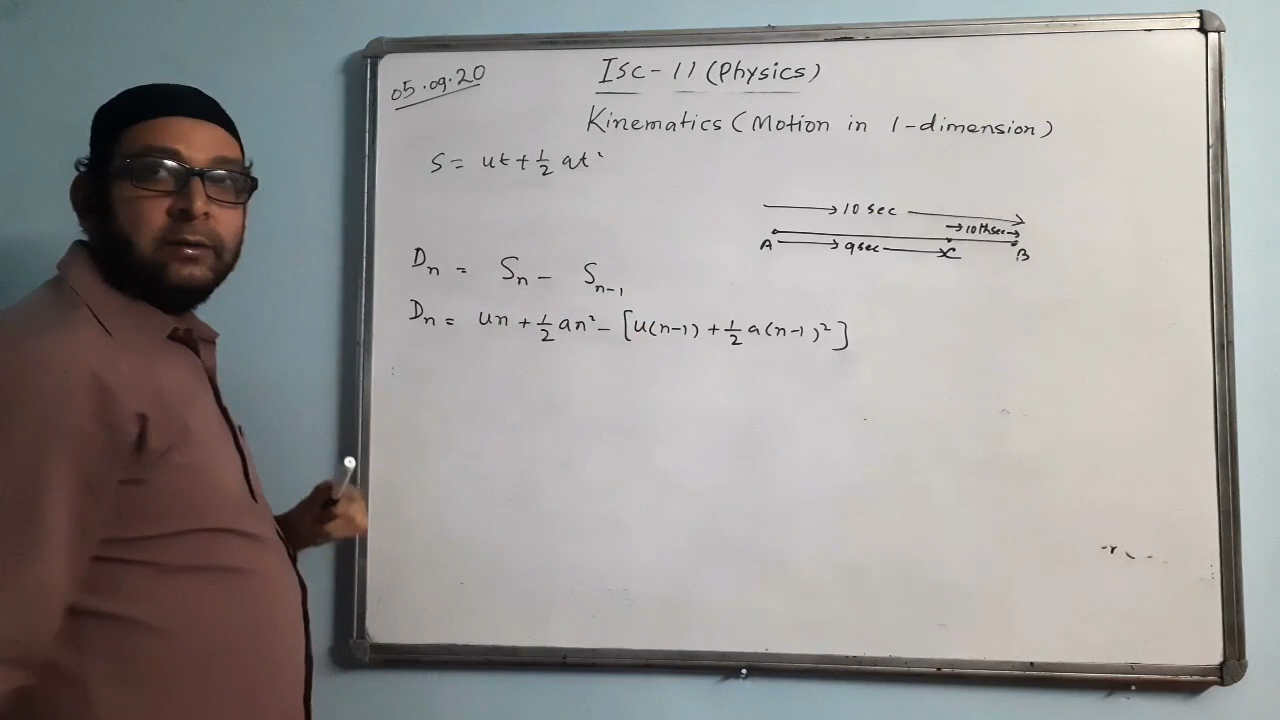 05.09.20
ISC-11 (Physics)
Kinematics (Motion in 1-dimension)
S = ut + 1/2 at²
10 sec
10th sec
A 9 sec C B
Dn = Sn - Sn-1
Dn = un + 1/2 an² - [u(n-1) + 1/2 a(n-1)²]